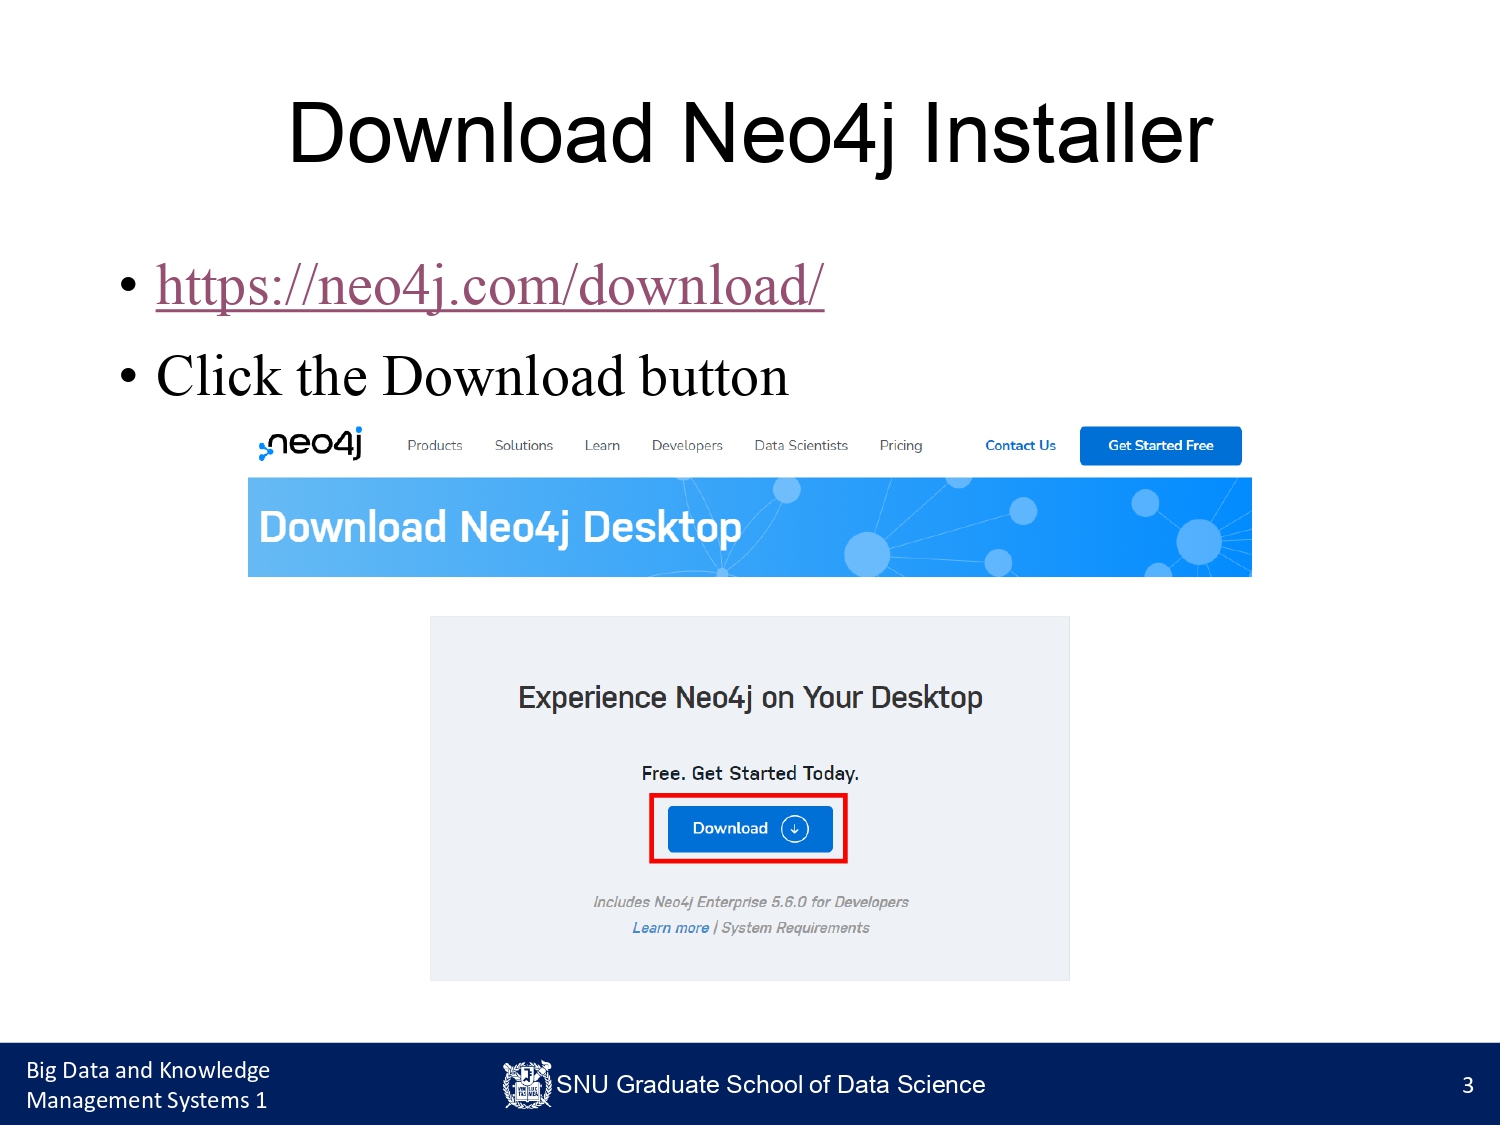 Download Neo4j Installer
• https://neo4j.com/download/
• Click the Download button
neo4j Products Solutions Learn Developers Data Scientists Pricing Contact Us Get Started Free
Download Neo4j Desktop
Experience Neo4j on Your Desktop
Free. Get Started Today.
Download
Includes Neo4j Enterprise 5.6.0 for Developers
Learn more | System Requirements
Big Data and Knowledge
Management Systems 1
SNU Graduate School of Data Science
3